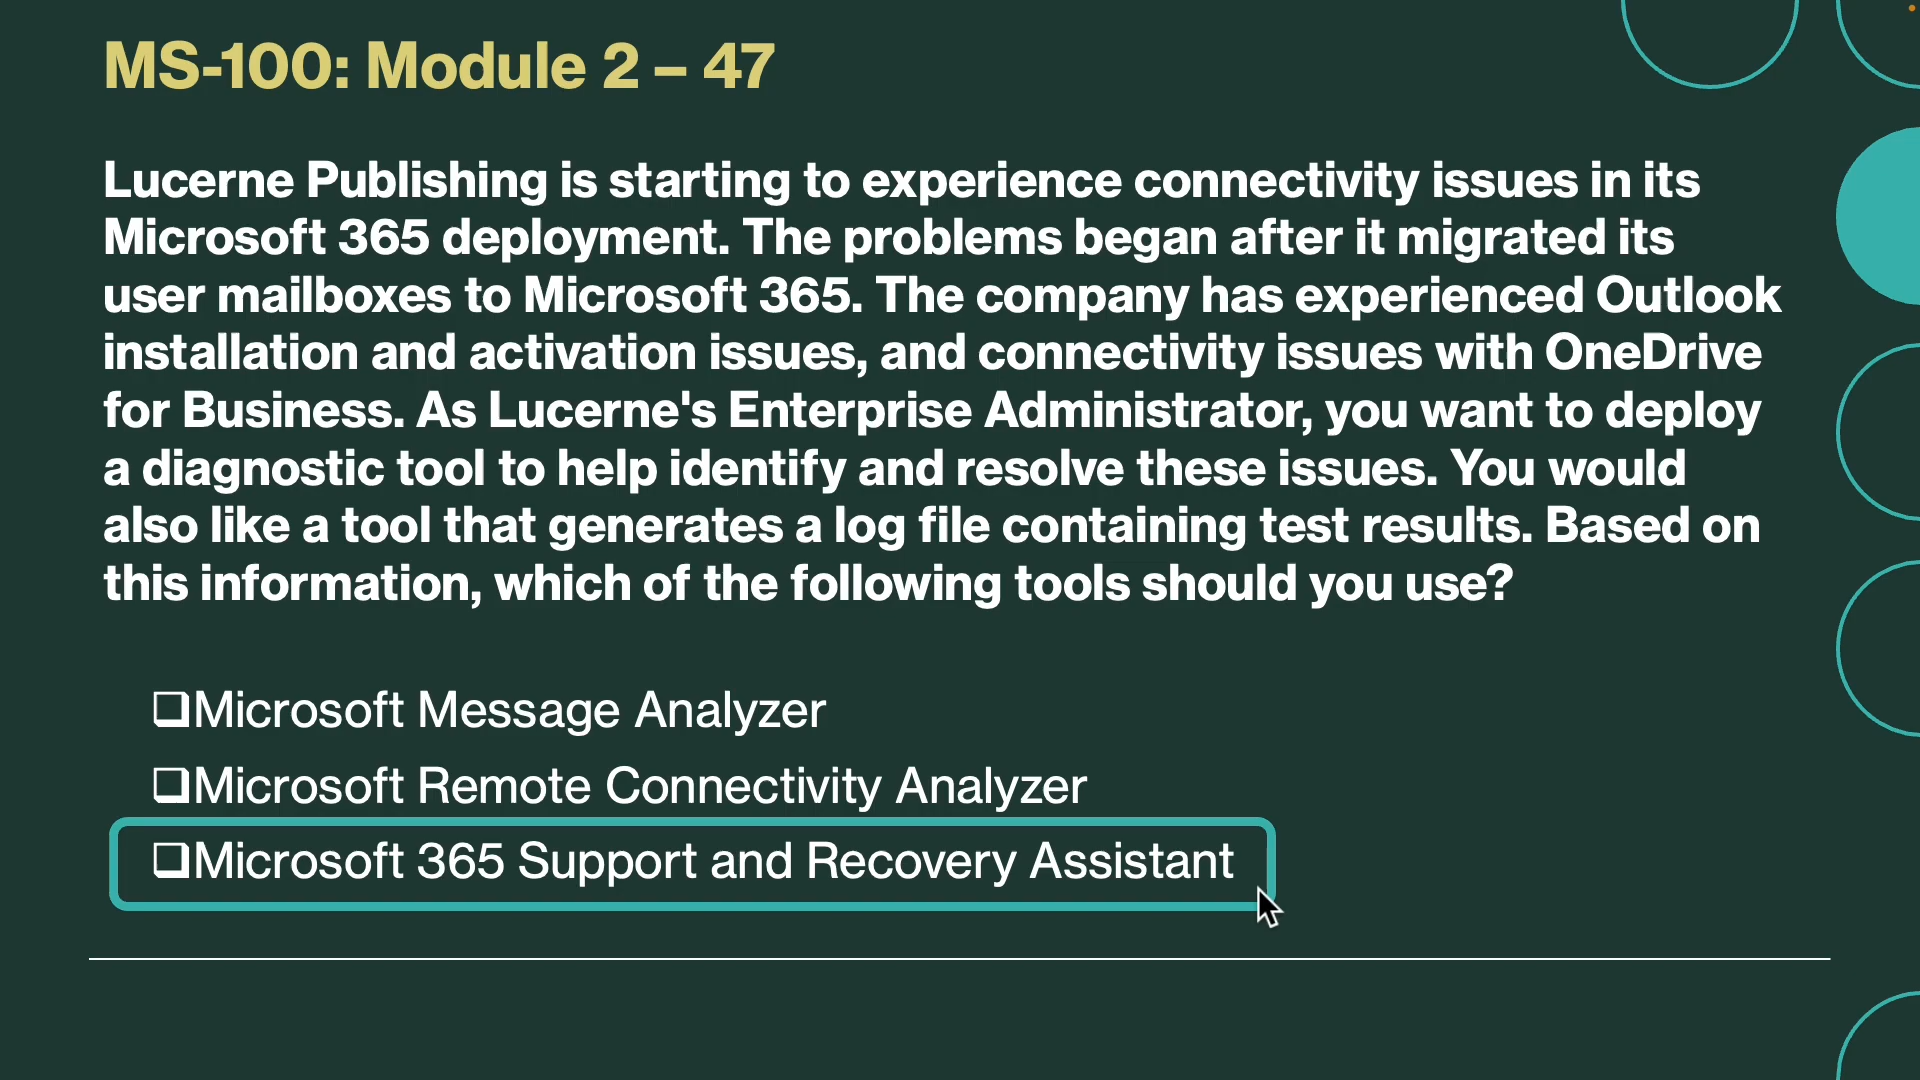 MS-100: Module 2 – 47
Lucerne Publishing is starting to experience connectivity issues in its
Microsoft 365 deployment. The problems began after it migrated its
user mailboxes to Microsoft 365. The company has experienced Outlook
installation and activation issues, and connectivity issues with OneDrive
for Business. As Lucerne's Enterprise Administrator, you want to deploy
a diagnostic tool to help identify and resolve these issues. You would
also like a tool that generates a log file containing test results. Based on
this information, which of the following tools should you use?
❑Microsoft Message Analyzer
❑Microsoft Remote Connectivity Analyzer
❑Microsoft 365 Support and Recovery Assistant